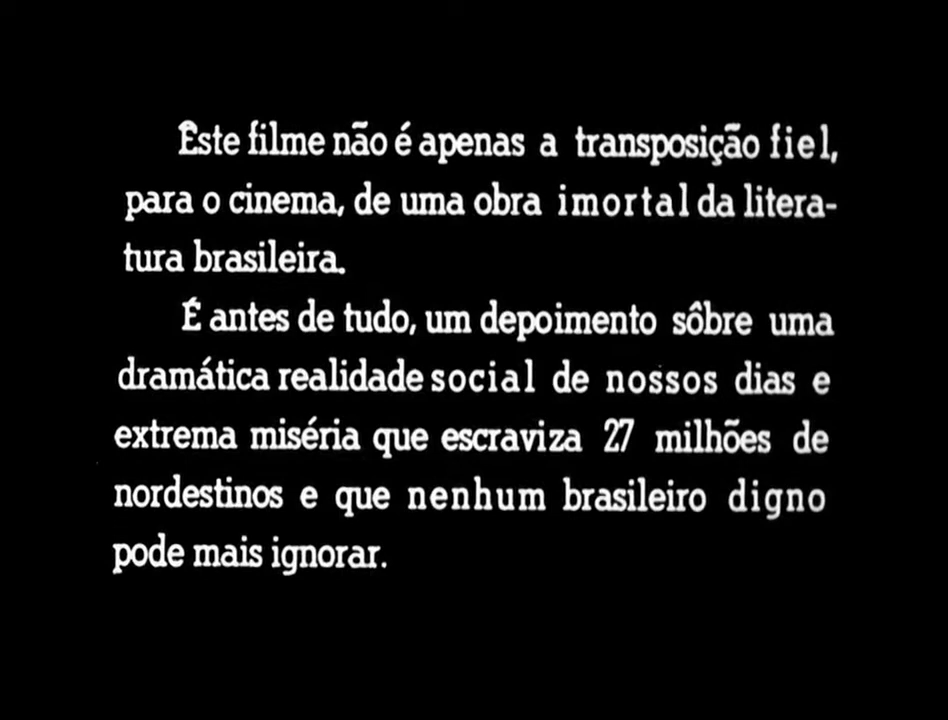 Êste filme não é apenas a transposição fiel,
para o cinema, de uma obra imortal da litera-
tura brasileira.
É antes de tudo, um depoimento sôbre uma
dramática realidade social de nossos dias e
extrema miséria que escraviza 27 milhões de
nordestinos e que nenhum brasileiro digno
pode mais ignorar.